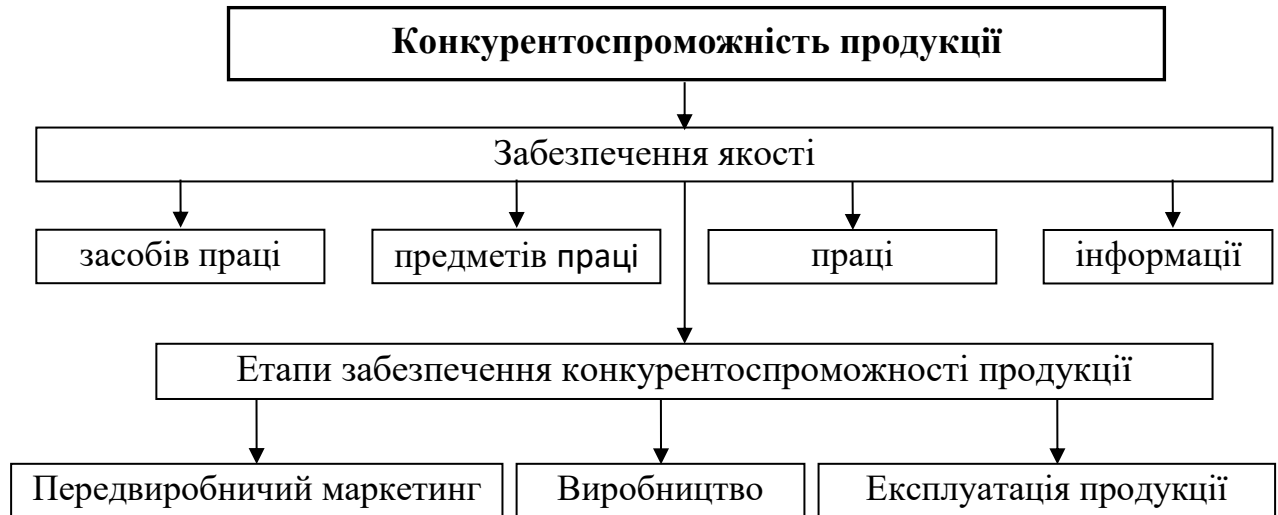 Конкурентоспроможність продукції
Забезпечення якості
засобів праці
предметів праці
праці
інформації
Етапи забезпечення конкурентоспроможності продукції
Передвиробничий маркетинг
Виробництво
Експлуатація продукції